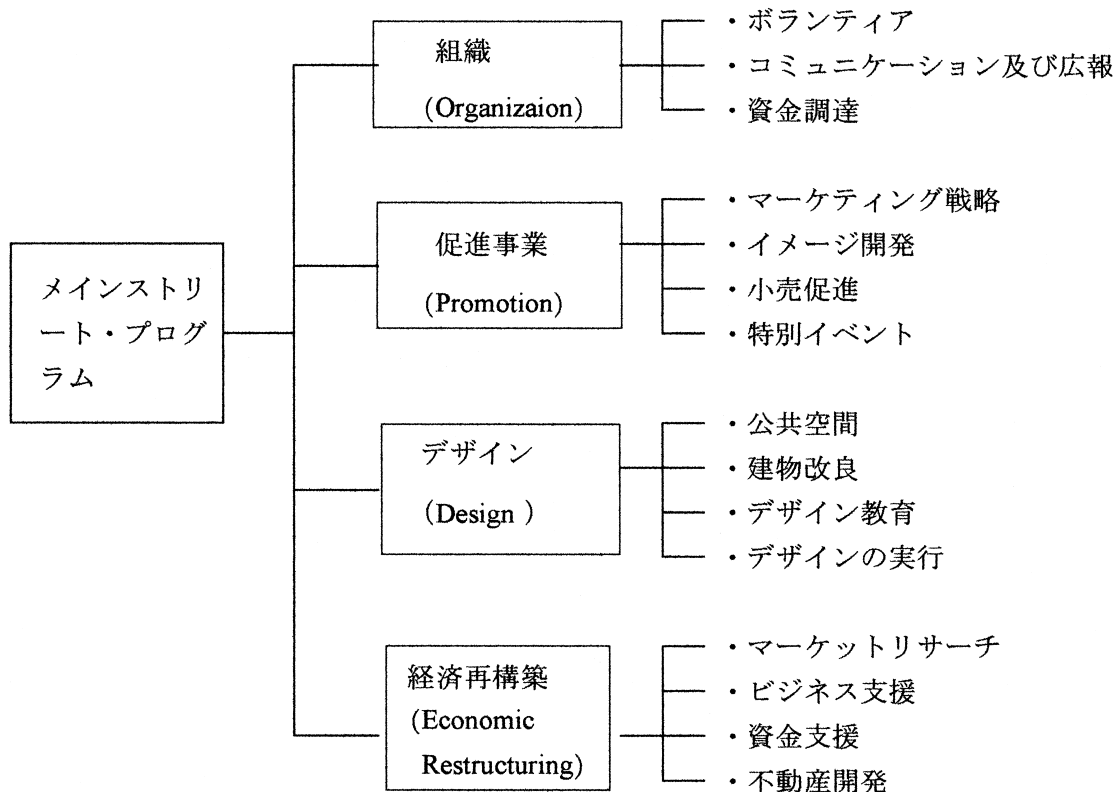 メインストリ
ート・プログ
ラム
組織
(Organizaion)
・ボランティア
・コミュニケーション及び広報
・資金調達
促進事業
(Promotion)
・マーケティング戦略
・イメージ開発
・小売促進
・特別イベント
デザイン
(Design )
・公共空間
・建物改良
・デザイン教育
・デザインの実行
経済再構築
(Economic
Restructuring)
・マーケットリサーチ
・ビジネス支援
・資金支援
・不動産開発